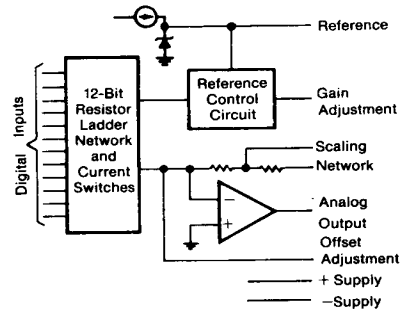 Reference
12-Bit
Resistor
Ladder
Network
and
Current
Switches
Digital Inputs
Reference
Control
Circuit
Gain
Adjustment
Scaling
Network
−
+
Analog
Output
Offset
Adjustment
+ Supply
−Supply